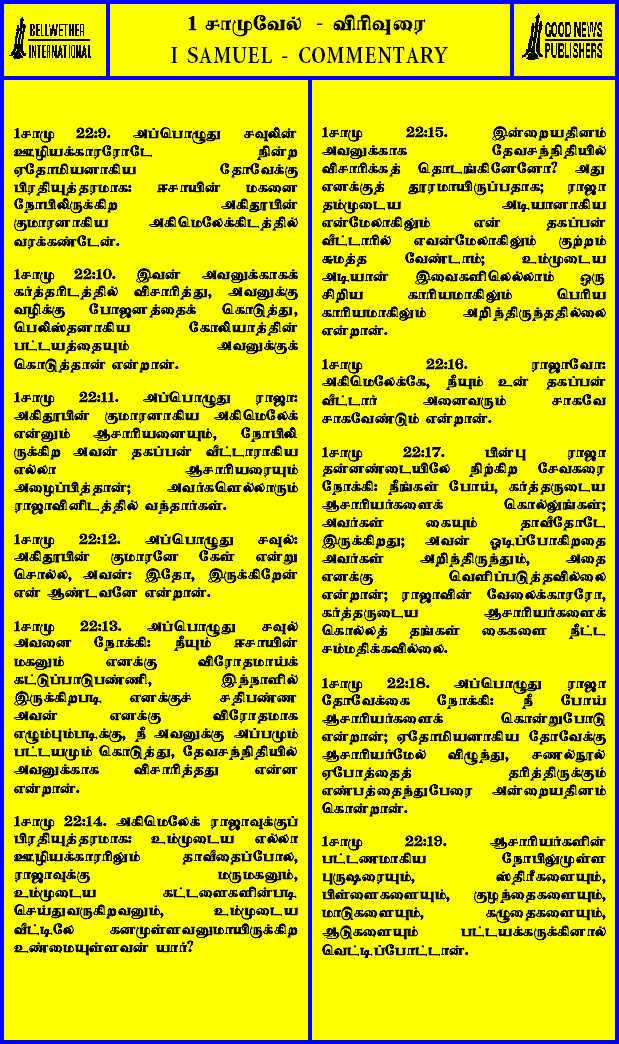 BELLWETHER
INTERNATIONAL
1 சாமுவேல் - விரிவுரை
I SAMUEL - COMMENTARY
GOOD NEWS
PUBLISHERS
1சாமு 22:9. அப்பொழுது சவுலின்
ஊழியக்காரரோடே நின்ற
ஏதோமியனாகிய தோவேக்கு
பிரதியுத்தரமாக: ஈசாயின் மகனை
நோபிலிருக்கிற அகிதூபின்
குமாரனாகிய அகிமெலேக்கிடத்தில்
வரக்கண்டேன்.
1சாமு 22:10. இவன் அவனுக்காகக்
கர்த்தரிடத்தில் விசாரித்து, அவனுக்கு
வழிக்கு போஜனத்தைக் கொடுத்து,
பெலிஸ்தனாகிய கோலியாத்தின்
பட்டயத்தையும் அவனுக்குக்
கொடுத்தான் என்றான்.
1சாமு 22:11. அப்பொழுது ராஜா:
அகிதூபின் குமாரனாகிய அகிமெலேக்
என்னும் ஆசாரியனையும், நோபிலி
ருக்கிற அவன் தகப்பன் வீட்டாராகிய
எல்லா ஆசாரியரையும்
அழைப்பித்தான்; அவர்களெல்லாரும்
ராஜாவினிடத்தில் வந்தார்கள்.
1சாமு 22:12. அப்பொழுது சவுல்:
அகிதூபின் குமாரனே கேள் என்று
சொல்ல, அவன்: இதோ, இருக்கிறேன்
என் ஆண்டவனே என்றான்.
1சாமு 22:13. அப்பொழுது சவுல்
அவனை நோக்கி: நீயும் ஈசாயின்
மகனும் எனக்கு விரோதமாய்க்
கட்டுப்பாடுபண்ணி, இந்நாளில்
இருக்கிறபடி எனக்குச் சதிபண்ண
அவன் எனக்கு விரோதமாக
எழும்பும்படிக்கு, நீ அவனுக்கு அப்பமும்
பட்டயமும் கொடுத்து, தேவசந்நிதியில்
அவனுக்காக விசாரித்தது என்ன
என்றான்.
1சாமு 22:14. அகிமெலேக் ராஜாவுக்குப்
பிரதியுத்தரமாக: உம்முடைய எல்லா
ஊழியக்காரரிலும் தாவீதைப்போல,
ராஜாவுக்கு மருமகனும்,
உம்முடைய கட்டளைகளின்படி
செய்துவருகிறவனும், உம்முடைய
வீட்டிலே கனமுள்ளவனுமாயிருக்கிற
உண்மையுள்ளவன் யார்?
1சாமு 22:15. இன்றையதினம்
அவனுக்காக தேவசந்நிதியில்
விசாரிக்கத் தொடங்கினேனோ? அது
எனக்குத் தூரமாயிருப்பதாக; ராஜா
தம்முடைய அடியானாகிய
என்மேலாகிலும் என் தகப்பன்
வீட்டாரில் எவன்மேலாகிலும் குற்றம்
சுமத்த வேண்டாம்; உம்முடைய
அடியான் இவைகளிலெல்லாம் ஒரு
சிறிய காரியமாகிலும் பெரிய
காரியமாகிலும் அறிந்திருந்ததில்லை
என்றான்.
1சாமு 22:16. ராஜாவோ:
அகிமெலேக்கே, நீயும் உன் தகப்பன்
வீட்டார் அனைவரும் சாகவே
சாகவேண்டும் என்றான்.
1சாமு 22:17. பின்பு ராஜா
தன்னண்டையிலே நிற்கிற சேவகரை
நோக்கி: நீங்கள் போய், கர்த்தருடைய
ஆசாரியர்களைக் கொல்லுங்கள்;
அவர்கள் கையும் தாவீதோடே
இருக்கிறது; அவன் ஓடிப்போகிறதை
அவர்கள் அறிந்திருந்தும், அதை
எனக்கு வெளிப்படுத்தவில்லை
என்றான்; ராஜாவின் வேலைக்காரரோ,
கர்த்தருடைய ஆசாரியர்களைக்
கொல்லத் தங்கள் கைகளை நீட்ட
சம்மதிக்கவில்லை.
1சாமு 22:18. அப்பொழுது ராஜா
தோவேக்கை நோக்கி: நீ போய்
ஆசாரியர்களைக் கொன்றுபோடு
என்றான்; ஏதோமியனாகிய தோவேக்கு
ஆசாரியர்மேல் விழுந்து, சணல்நூல்
ஏபோத்தைத் தரித்திருக்கும்
எண்பத்தைந்துபேரை அன்றையதினம்
கொன்றான்.
1சாமு 22:19. ஆசாரியர்களின்
பட்டணமாகிய நோபிலுமுள்ள
புருஷரையும், ஸ்திரீகளையும்,
பிள்ளைகளையும், குழந்தைகளையும்,
மாடுகளையும், கழுதைகளையும்,
ஆடுகளையும் பட்டயக்கருக்கினால்
வெட்டிப்போட்டான்.